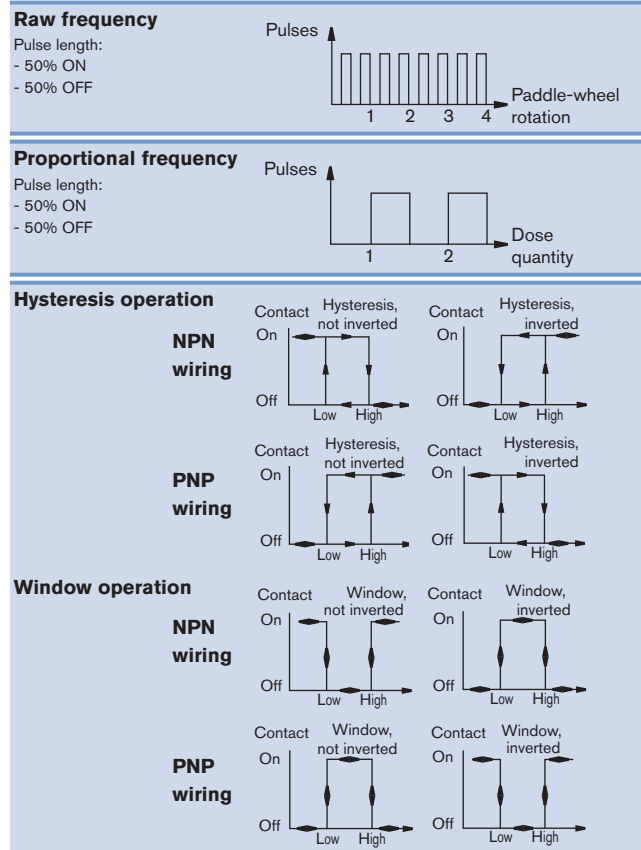 Raw frequency
Pulse length:
- 50% ON
- 50% OFF
Pulses
1 2 3 4
Paddle-wheel
rotation
Proportional frequency
Pulse length:
- 50% ON
- 50% OFF
Pulses
1 2
Dose
quantity
Hysteresis operation
NPN
wiring
Contact
Hysteresis,
not inverted
On
Off
Low High
Contact
Hysteresis,
inverted
On
Off
Low High
PNP
wiring
Contact
Hysteresis,
not inverted
On
Off
Low High
Contact
Hysteresis,
inverted
On
Off
Low High
Window operation
NPN
wiring
Contact
Window,
not inverted
On
Off
Low High
Contact
Window,
inverted
On
Off
Low High
PNP
wiring
Contact
Window,
not inverted
On
Off
Low High
Contact
Window,
inverted
On
Off
Low High